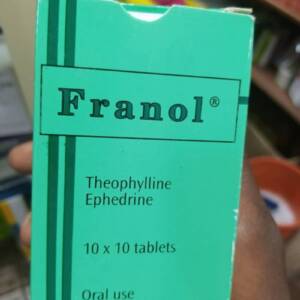 Franol®
Theophylline
Ephedrine
10 x 10 tablets
Oral use